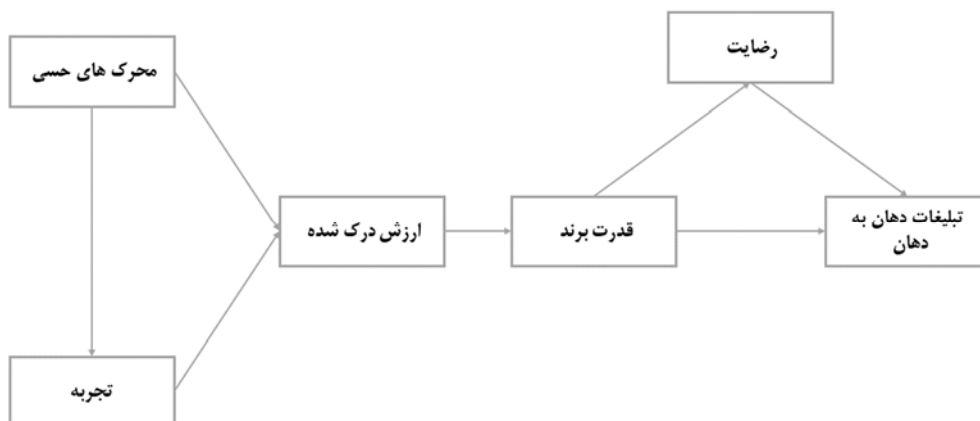 رضایت
محرک های حسی
ارزش درک شده
قدرت برند
تبلیغات دهان به
دهان
تجربه